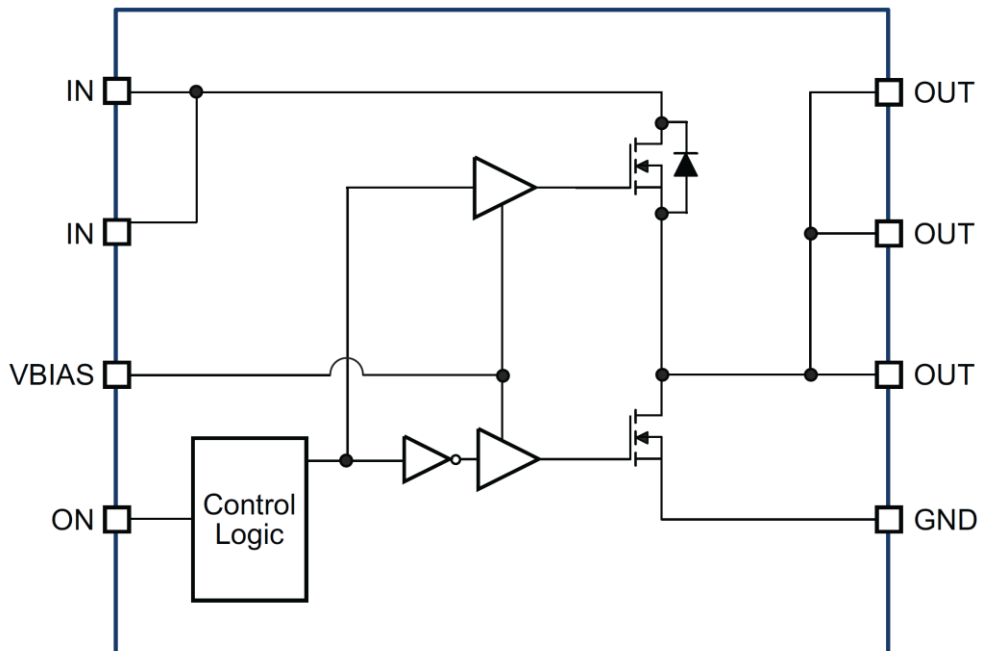 IN
OUT
IN
OUT
VBIAS
OUT
Control
Logic
ON
GND